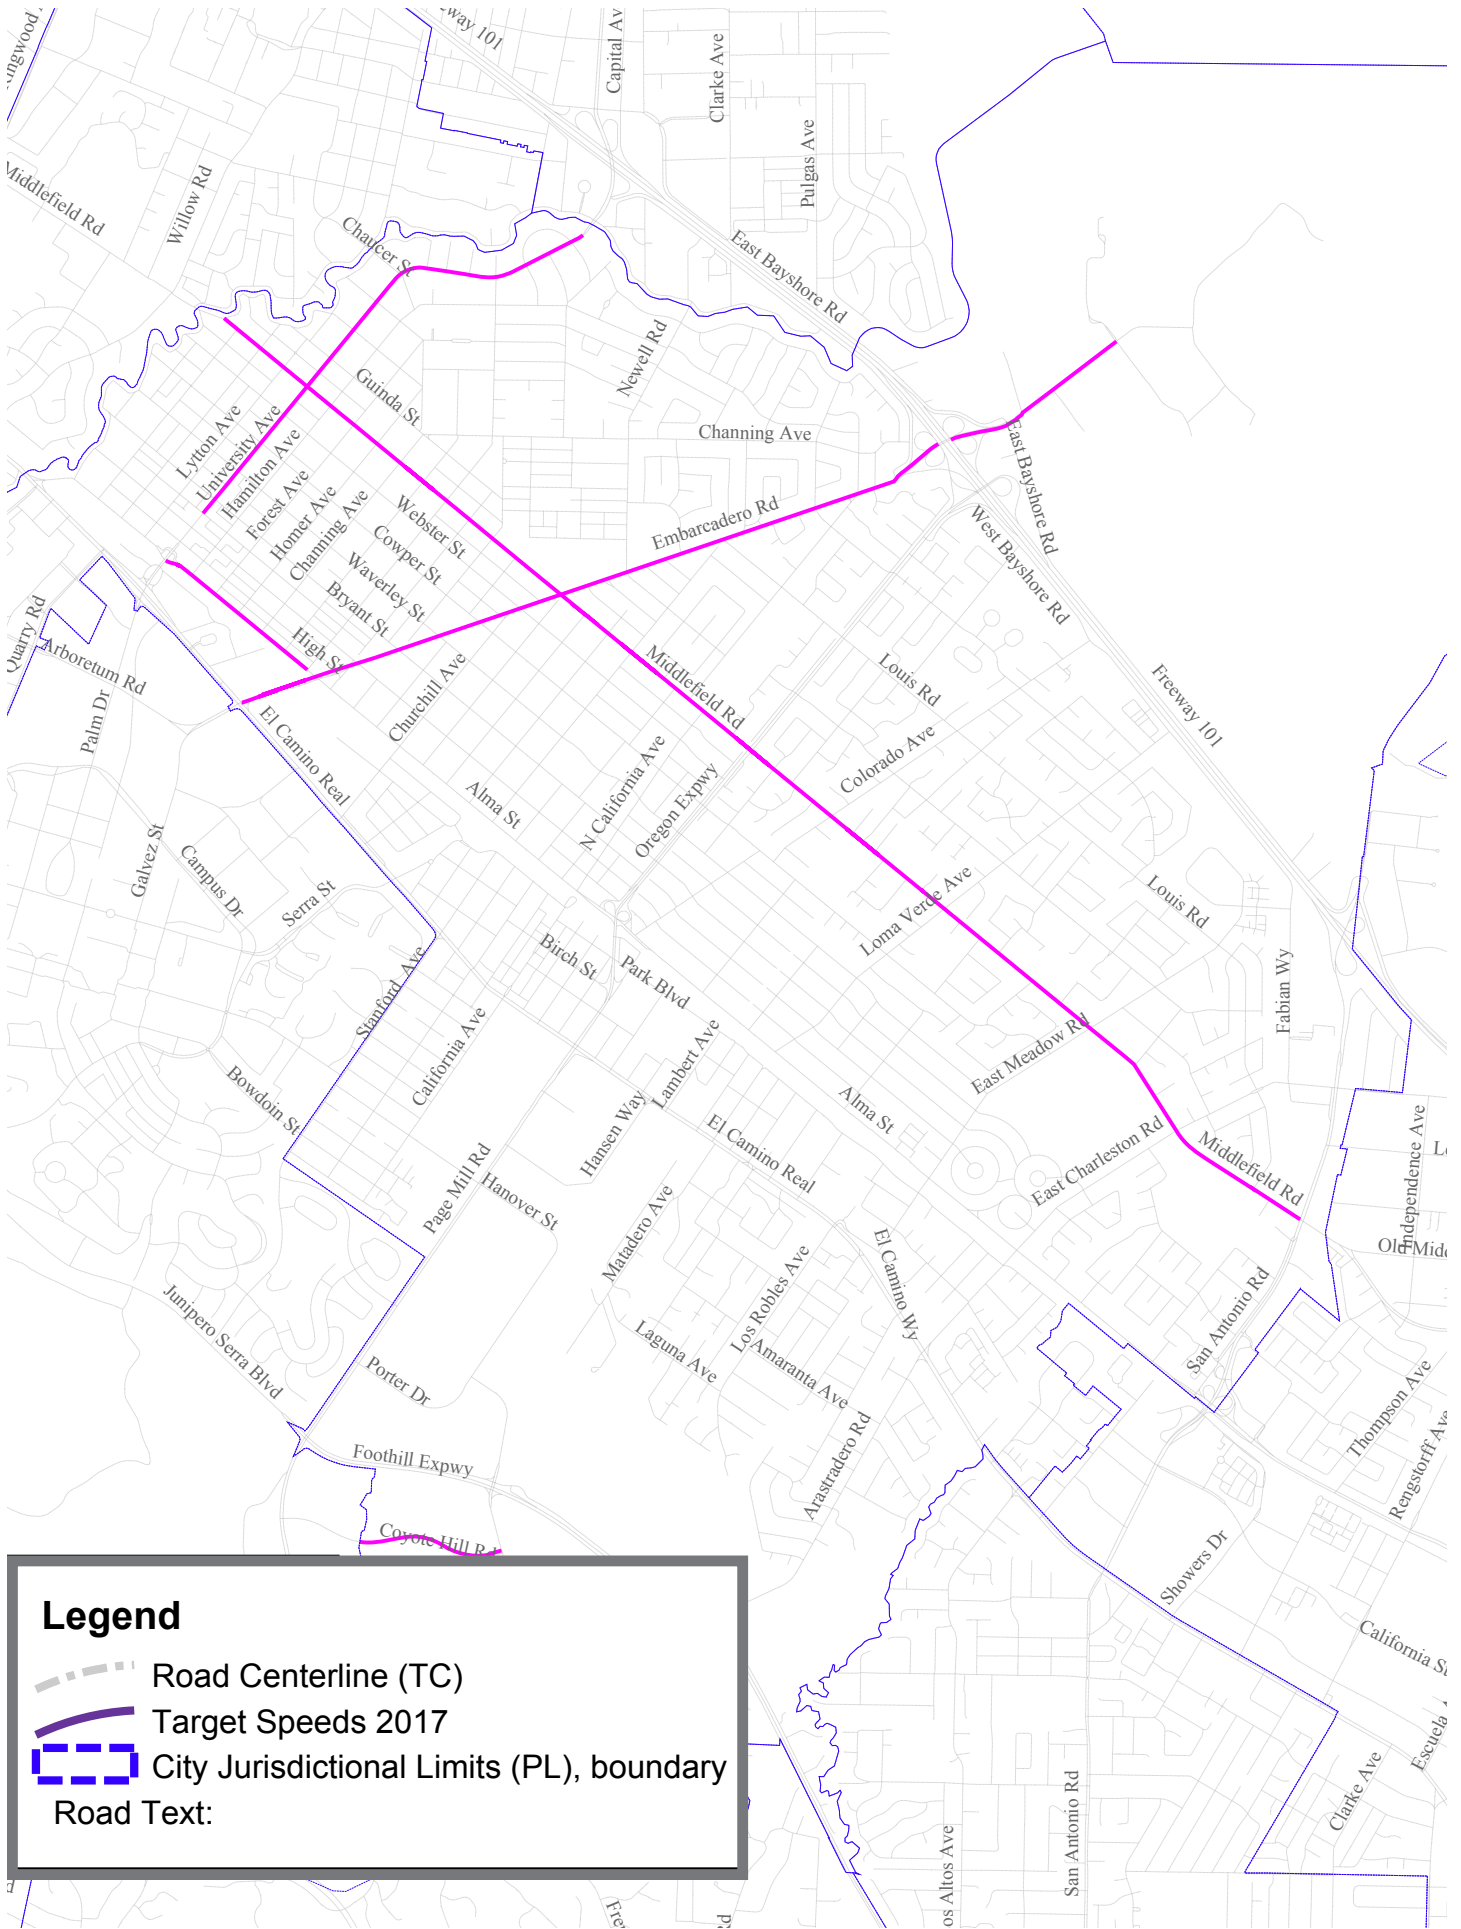 Capital Av
Clarke Ave
Pulgas Ave
Middlefield Rd
Willow Rd
Chaucer St
East Bayshore Rd
Newell Rd
Guinda St
Lytton Ave
University Ave
Hamilton Ave
Forest Ave
Homer Ave
Channing Ave
Channing Ave
Webster St
Cowper St
Waverley St
Bryant St
High St
Embarcadero Rd
East Bayshore Rd
West Bayshore Rd
Quarry Rd
Arboretum Rd
Palm Dr
El Camino Real
Churchill Ave
Middlefield Rd
Louis Rd
Freeway 101
Colorado Ave
Alma St
N California Ave
Oregon Expwy
Galvez St
Campus Dr
Serra St
Stanford Ave
Birch St
Park Blvd
Loma Verde Ave
Louis Rd
Fabian Wy
California Ave
Lambert Ave
Hansen Way
East Meadow Rd
Bowdoin St
Alma St
El Camino Real
East Charleston Rd
Middlefield Rd
Independence Ave
Page Mill Rd
Hanover St
Matadero Ave
Los Robles Ave
El Camino Wy
San Antonio Rd
Junipero Serra Blvd
Laguna Ave
Amaranta Ave
Porter Dr
Thompson Ave
Arastradero Rd
Rengstorff Av
Foothill Expwy
Coyote Hill Rd
Showers Dr
California St
Clarke Ave
San Antonio Rd
os Altos Ave
Legend
Road Centerline (TC)
Target Speeds 2017
City Jurisdictional Limits (PL), boundary
Road Text: